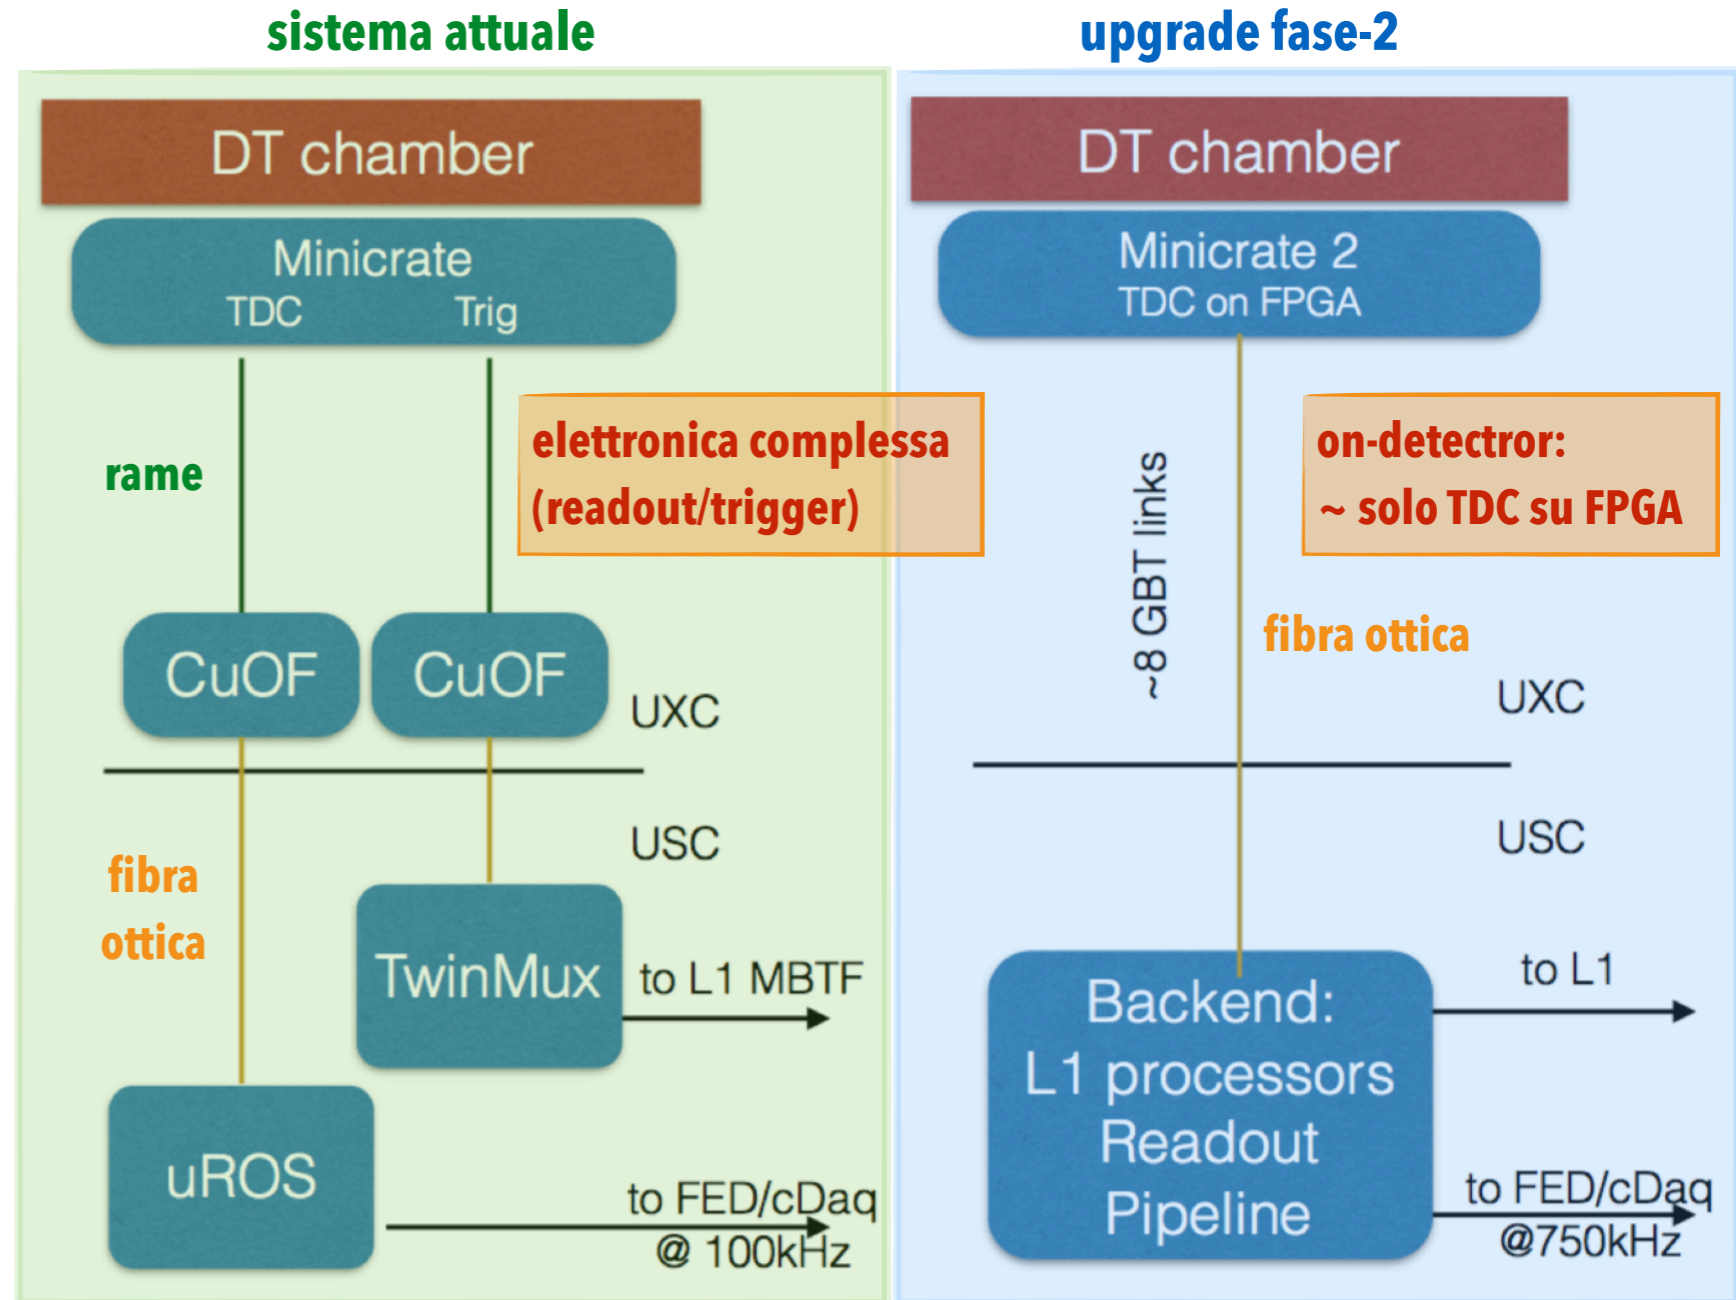 sistema attuale
DT chamber
Minicrate
TDC Trig
rame
elettronica complessa
(readout/trigger)
CuOF CuOF
UXC
USC
fibra
ottica
TwinMux
to L1 MBTF
uROS
to FED/cDaq
@ 100kHz
upgrade fase-2
DT chamber
Minicrate 2
TDC on FPGA
~8 GBT links
on-detectror:
~ solo TDC su FPGA
fibra ottica
UXC
USC
Backend:
L1 processors
Readout
Pipeline
to L1
to FED/cDaq
@750kHz